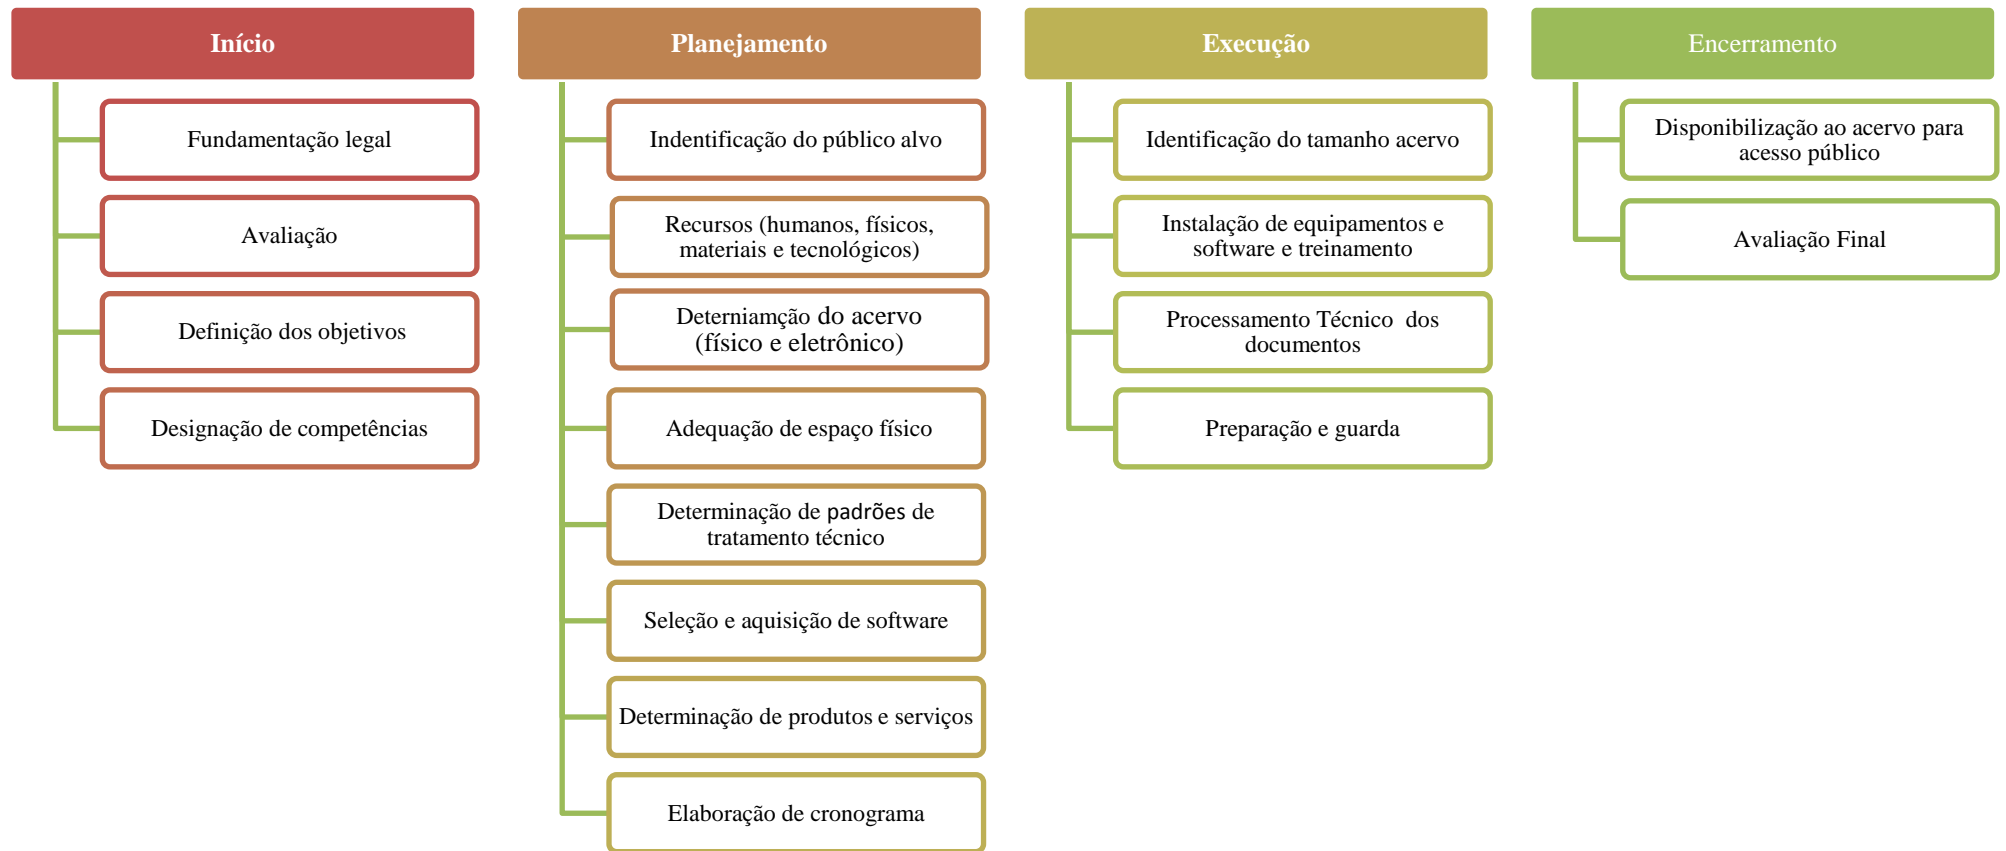 Início
Fundamentação legal
Avaliação
Definição dos objetivos
Designação de competências
Planejamento
Indentificação do público alvo
Recursos (humanos, físicos,
materiais e tecnológicos)
Deterniamção do acervo
(físico e eletrônico)
Adequação de espaço físico
Determinação de padrões de
tratamento técnico
Seleção e aquisição de software
Determinação de produtos e serviços
Elaboração de cronograma
Execução
Identificação do tamanho acervo
Instalação de equipamentos e
software e treinamento
Processamento Técnico dos
documentos
Preparação e guarda
Encerramento
Disponibilização ao acervo para
acesso público
Avaliação Final